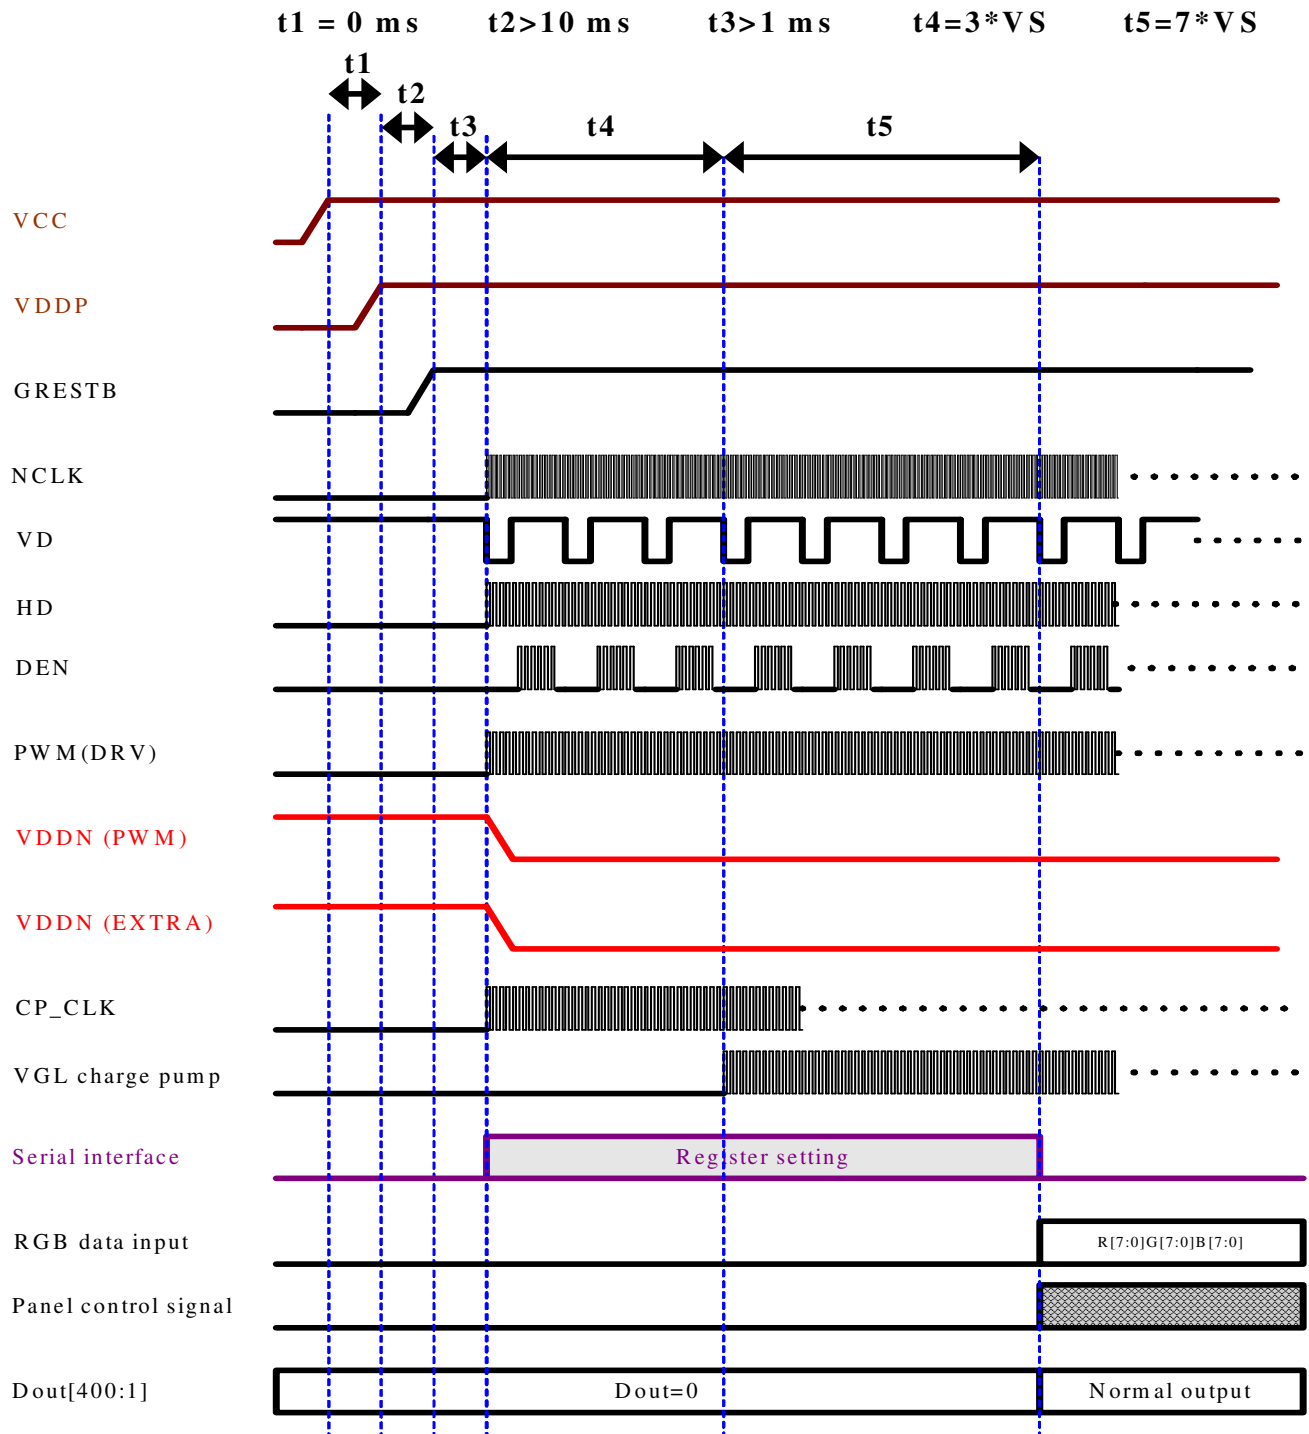 t1 = 0 ms t2>10 ms t3>1 ms t4=3*VS t5=7*VS
t1
t2
t3 t4 t5
VCC
VDDP
GRESTB
NCLK
VD
HD
DEN
PWM(DRV)
VDDN (PWM)
VDDN (EXTRA)
CP_CLK
VGL charge pump
Serial interface Register setting
RGB data input R[7:0]G[7:0]B[7:0]
Panel control signal
Dout[400:1] Dout=0 Normal output